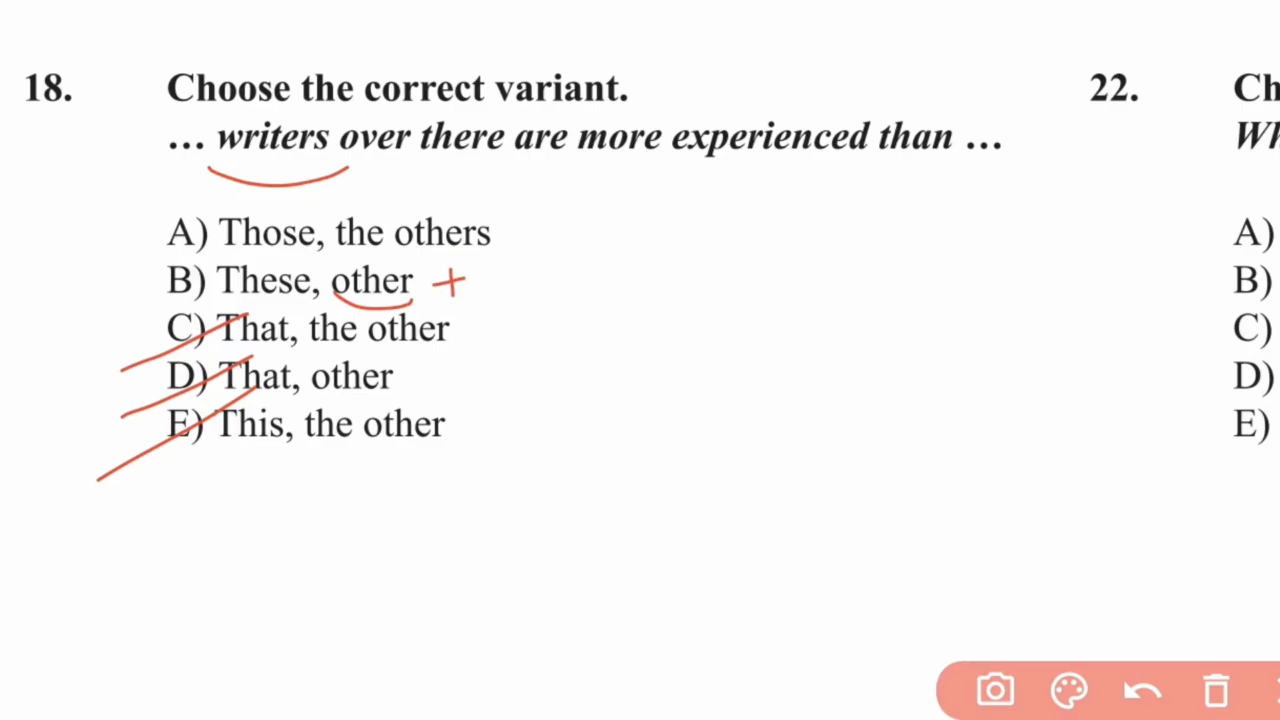 18. Choose the correct variant.
... writers over there are more experienced than ...
A) Those, the others
B) These, other +
C) That, the other
D) That, other
E) This, the other
22. Ch
Wh
A)
B)
C)
D)
E)